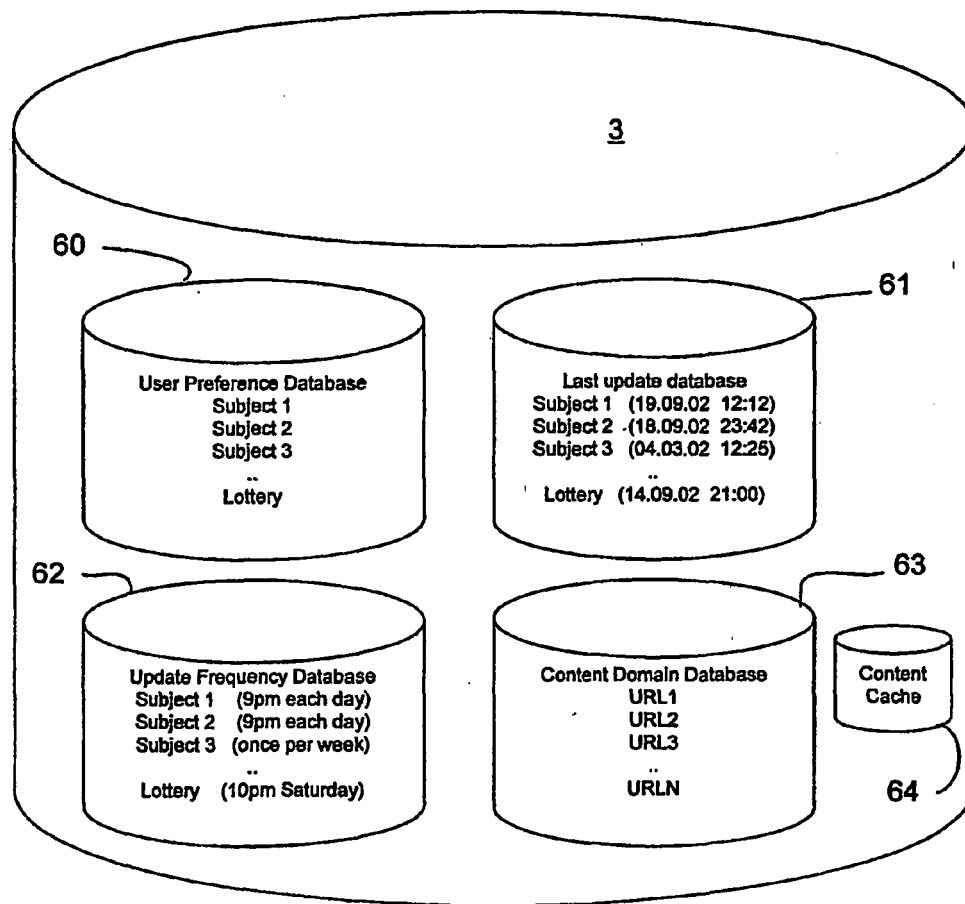 3
60
61
User Preference Database
Subject 1
Subject 2
Subject 3
..
Lottery
Last update database
Subject 1 (19.09.02 12:12)
Subject 2 (18.09.02 23:42)
Subject 3 (04.03.02 12:25)
..
Lottery (14.09.02 21:00)
62
63
Update Frequency Database
Subject 1 (9pm each day)
Subject 2 (9pm each day)
Subject 3 (once per week)
..
Lottery (10pm Saturday)
Content Domain Database
URL1
URL2
URL3
..
URLN
Content
Cache
64